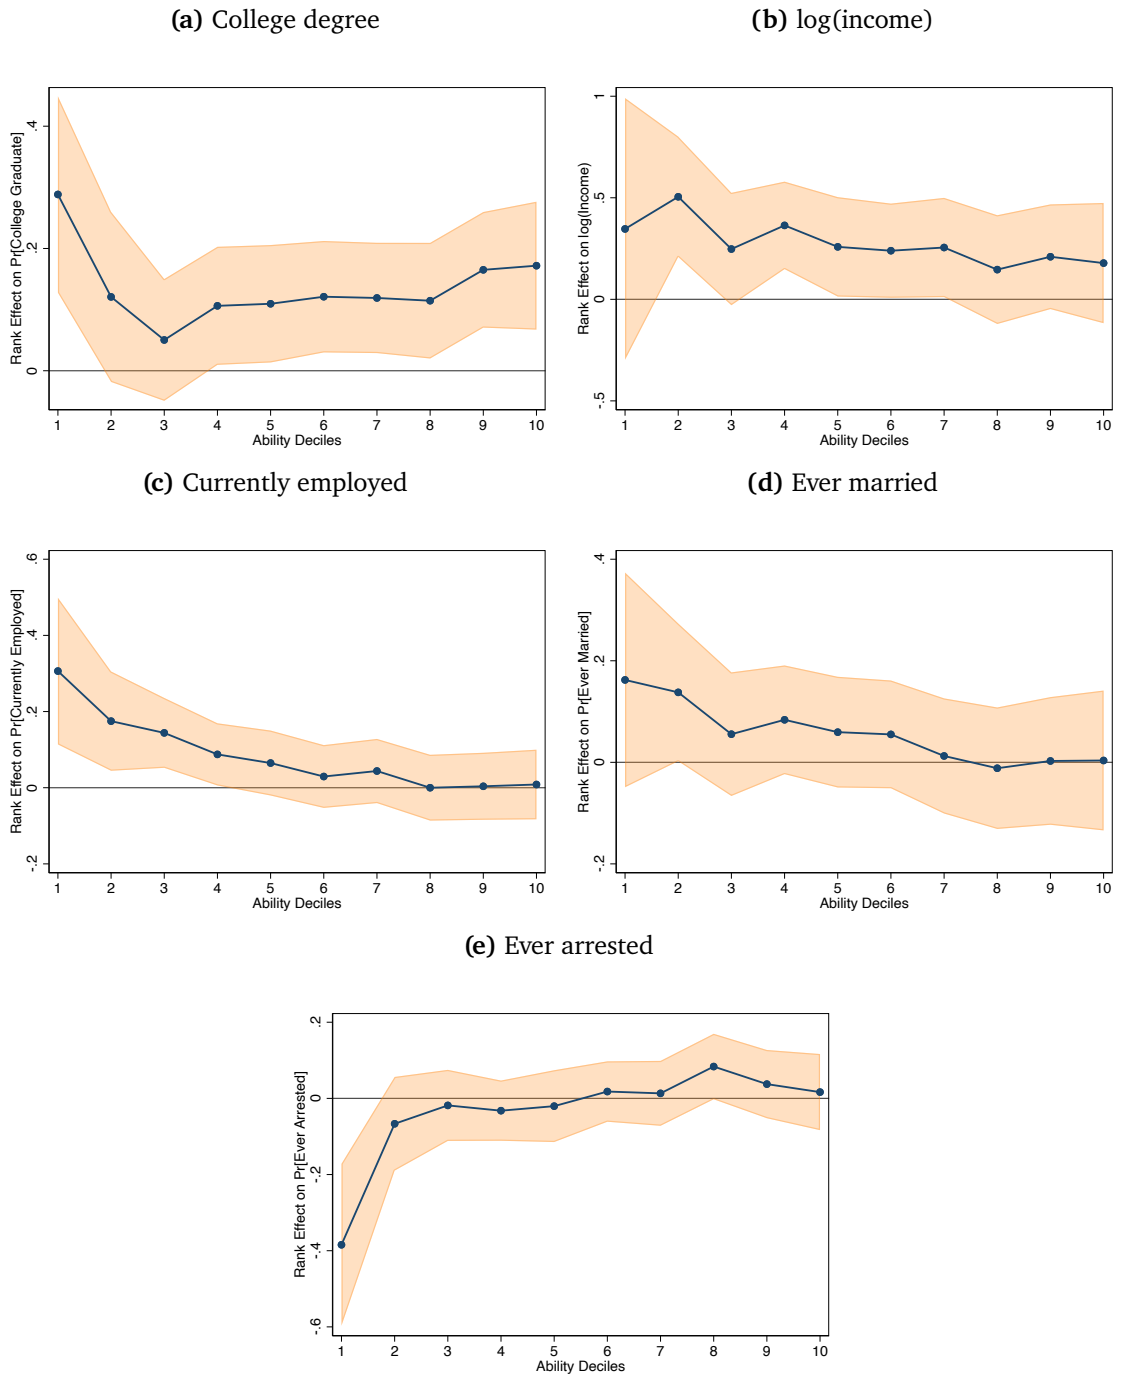 (a) College degree
Rank Effect on Pr[College Graduate]
.4
.2
0
1 2 3 4 5 6 7 8 9 10
Ability Deciles
(b) log(income)
Rank Effect on log(Income)
1
.5
0
-.5
1 2 3 4 5 6 7 8 9 10
Ability Deciles
(c) Currently employed
Rank Effect on Pr[Currently Employed]
.6
.4
.2
0
-.2
1 2 3 4 5 6 7 8 9 10
Ability Deciles
(d) Ever married
Rank Effect on Pr[Ever Married]
.4
.2
0
-.2
1 2 3 4 5 6 7 8 9 10
Ability Deciles
(e) Ever arrested
Rank Effect on Pr[Ever Arrested]
.2
0
-.2
-.4
-.6
1 2 3 4 5 6 7 8 9 10
Ability Deciles